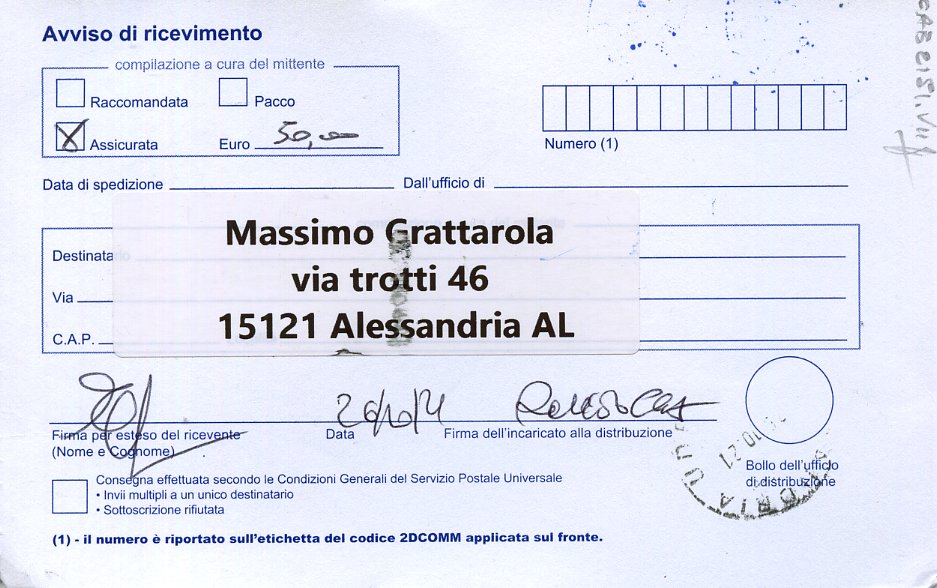 Avviso di ricevimento
compilazione a cura del mittente
Raccomandata
Pacco
X Assicurata
Euro 50,00
Numero (1)
Data di spedizione
Dall'ufficio di
Destinatario
Massimo Grattarola
Via
via trotti 46
C.A.P.
15121 Alessandria AL
Firma per esteso del ricevente
(Nome e Cognome)
Data
Firma dell'incaricato alla distribuzione
Bollo dell'ufficio
di distribuzione
Consegna effettuata secondo le Condizioni Generali del Servizio Postale Universale
• Invii multipli a un unico destinatario
• Sottoscrizione rifiutata
(1) - il numero è riportato sull'etichetta del codice 2DCOMM applicata sul fronte.